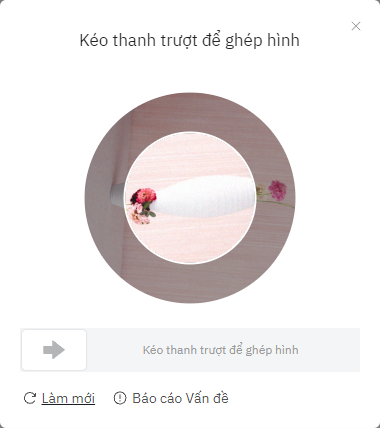 Kéo thanh trượt để ghép hình
Kéo thanh trượt để ghép hình
Làm mới
Báo cáo Vấn đề